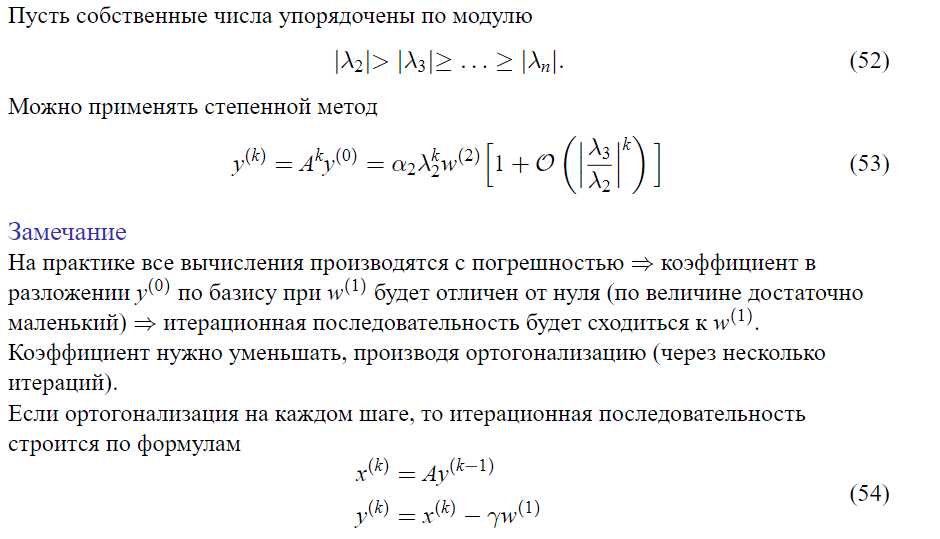 Пусть собственные числа упорядочены по модулю
|λ₂| > |λ₃| ≥ … ≥ |λₙ|. (52)
Можно применять степенной метод
y⁽ᵏ⁾ = Aᵏy⁽⁰⁾ = α₂λ₂ᵏw⁽²⁾ [1 + O(|λ₃/λ₂|ᵏ)] (53)
Замечание
На практике все вычисления производятся с погрешностью ⇒ коэффициент в
разложении y⁽⁰⁾ по базису при w⁽¹⁾ будет отличен от нуля (по величине достаточно
маленький) ⇒ итерационная последовательность будет сходиться к w⁽¹⁾.
Коэффициент нужно уменьшать, производя ортогонализацию (через несколько
итераций).
Если ортогонализация на каждом шаге, то итерационная последовательность
строится по формулам
x⁽ᵏ⁾ = Ay⁽ᵏ⁻¹⁾
y⁽ᵏ⁾ = x⁽ᵏ⁾ − γw⁽¹⁾ (54)